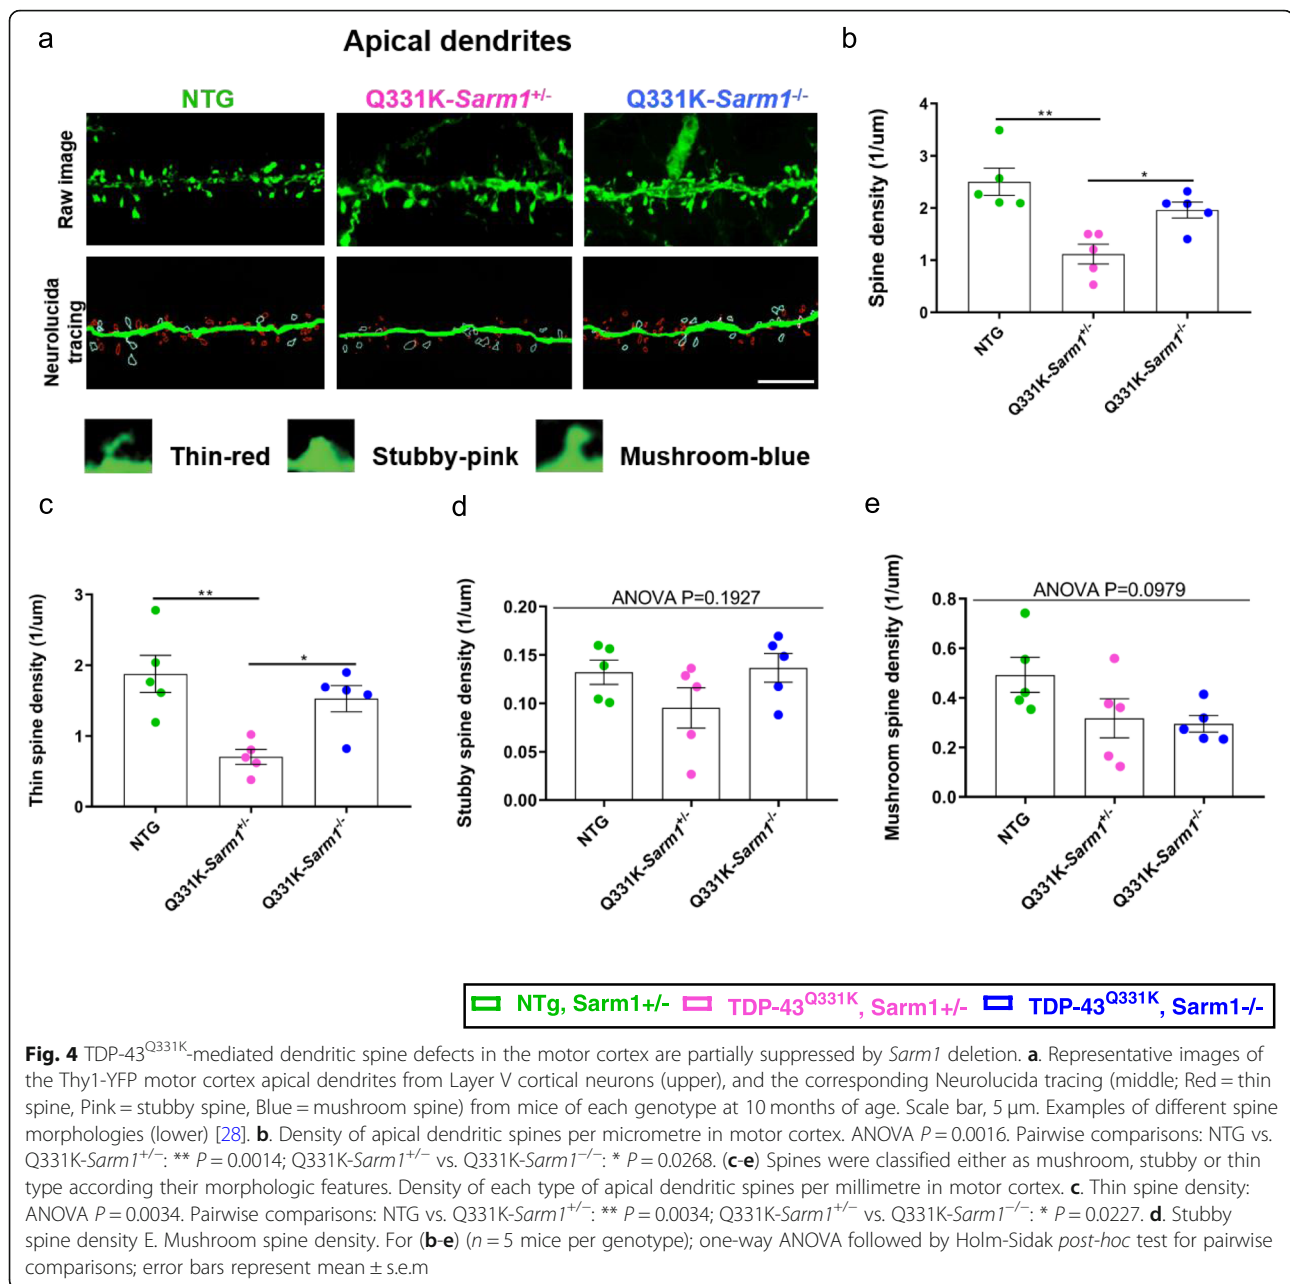 a
Apical dendrites
NTG
Q331K-Sarm1+/-
Q331K-Sarm1-/-
Raw image
Neurolucida
tracing
Thin-red
Stubby-pink
Mushroom-blue
b
Spine density (1/um)
4
3
2
1
0
**
*
NTG
Q331K-Sarm1+/-
Q331K-Sarm1-/-
c
Thin spine density (1/um)
3
2
1
0
**
*
NTG
Q331K-Sarm1+/-
Q331K-Sarm1-/-
d
Stubby spine density (1/um)
ANOVA P=0.1927
0.20
0.15
0.10
0.05
0.00
NTG
Q331K-Sarm1+/-
Q331K-Sarm1-/-
e
Mushroom spine density (1/um)
ANOVA P=0.0979
0.8
0.6
0.4
0.2
0.0
NTG
Q331K-Sarm1+/-
Q331K-Sarm1-/-
NTg, Sarm1+/- TDP-43Q331K, Sarm1+/- TDP-43Q331K, Sarm1-/-
Fig. 4 TDP-43Q331K-mediated dendritic spine defects in the motor cortex are partially suppressed by Sarm1 deletion. a. Representative images of
the Thy1-YFP motor cortex apical dendrites from Layer V cortical neurons (upper), and the corresponding Neurolucida tracing (middle; Red = thin
spine, Pink = stubby spine, Blue = mushroom spine) from mice of each genotype at 10 months of age. Scale bar, 5 μm. Examples of different spine
morphologies (lower) [28]. b. Density of apical dendritic spines per micrometre in motor cortex. ANOVA P = 0.0016. Pairwise comparisons: NTG vs.
Q331K-Sarm1+/−: ** P = 0.0014; Q331K-Sarm1+/− vs. Q331K-Sarm1−/−: * P = 0.0268. (c-e) Spines were classified either as mushroom, stubby or thin
type according their morphologic features. Density of each type of apical dendritic spines per millimetre in motor cortex. c. Thin spine density:
ANOVA P = 0.0034. Pairwise comparisons: NTG vs. Q331K-Sarm1+/−: ** P = 0.0034; Q331K-Sarm1+/− vs. Q331K-Sarm1−/−: * P = 0.0227. d. Stubby
spine density E. Mushroom spine density. For (b-e) (n = 5 mice per genotype); one-way ANOVA followed by Holm-Sidak post-hoc test for pairwise
comparisons; error bars represent mean ± s.e.m